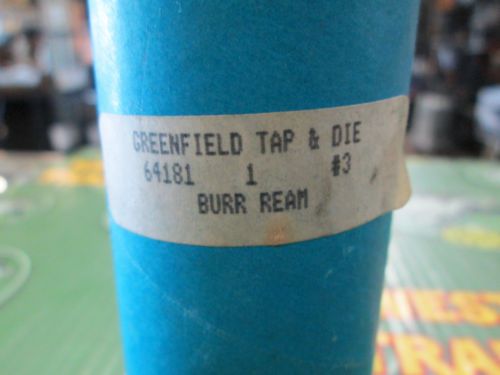 GREENFIELD TAP & DIE
64181 1 #3
BURR REAM